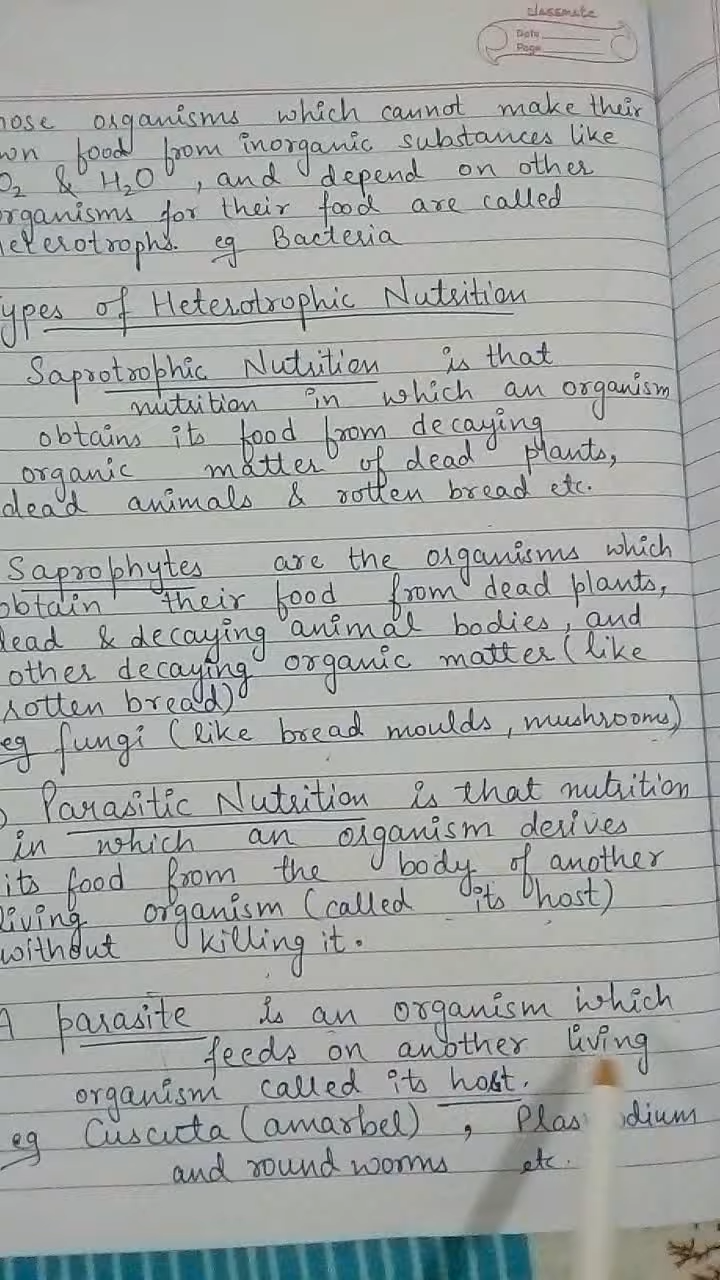 classmate
Date
Page
hose organisms which cannot make their
wn food from inorganic substances like
O2 & H2O , and depend on other
rganisms for their food are called
eterotrophs. eg Bacteria
ypes of Heterotrophic Nutrition
Saprotrophic Nutrition is that
nutrition in which an organism
obtains its food from decaying
organic matter of dead plants,
dead animals & rotten bread etc.
Saprophytes are the organisms which
obtain their food from dead plants,
dead & decaying animal bodies, and
other decaying organic matter (like
rotten bread)
eg fungi (like bread moulds, mushrooms)
) Parasitic Nutrition is that nutrition
in which an organism derives
its food from the body of another
living organism (called its host)
without killing it.
A parasite is an organism which
feeds on another living
organism called its host.
eg Cuscuta (amarbel) , Plas dium
and round worms etc.